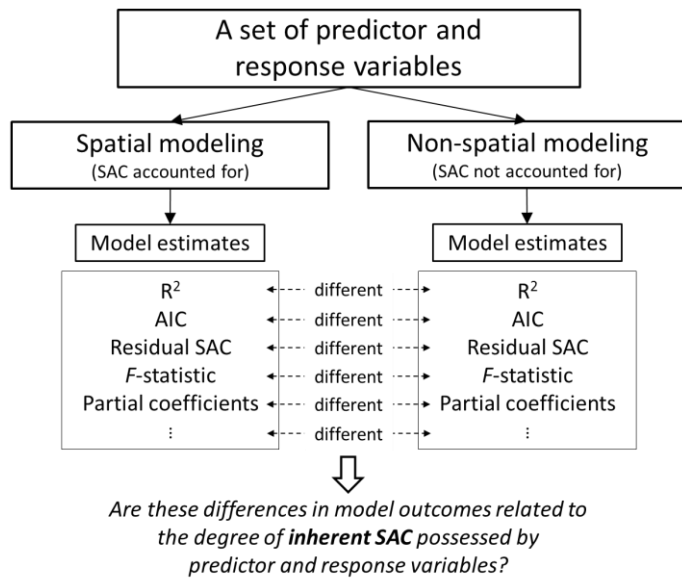 A set of predictor and
response variables
Spatial modeling
(SAC accounted for)
Non-spatial modeling
(SAC not accounted for)
Model estimates
Model estimates
R² different R²
AIC different AIC
Residual SAC different Residual SAC
F-statistic different F-statistic
Partial coefficients different Partial coefficients
⋮ different ⋮
Are these differences in model outcomes related to
the degree of inherent SAC possessed by
predictor and response variables?